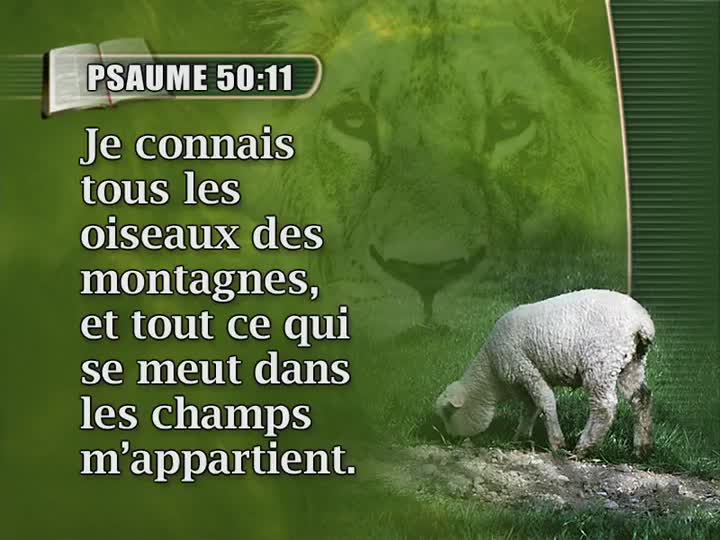 PSAUME 50:11
Je connais
tous les
oiseaux des
montagnes,
et tout ce qui
se meut dans
les champs
m’appartient.